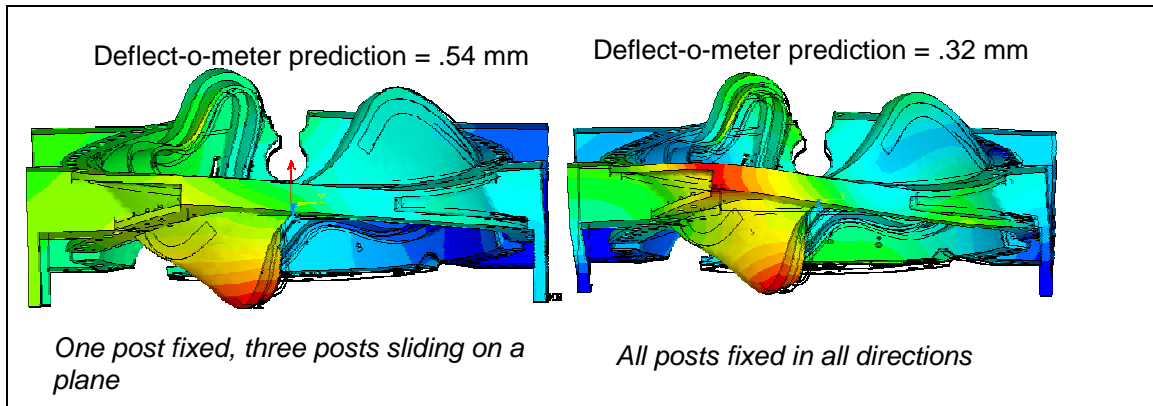 Deflect-o-meter prediction = .54 mm
Deflect-o-meter prediction = .32 mm
One post fixed, three posts sliding on a
plane
All posts fixed in all directions